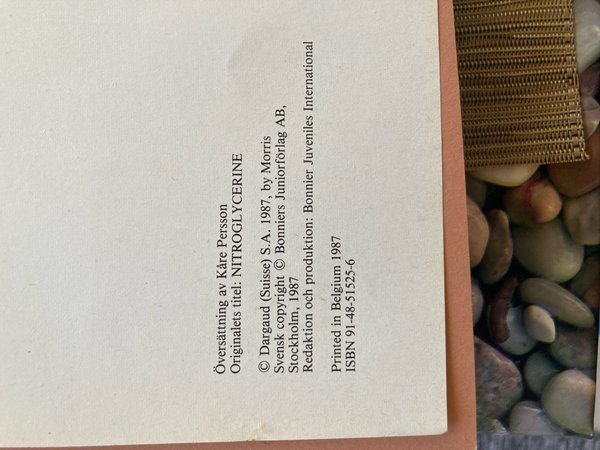 Översättning av Kåre Persson
Originalets titel: NITROGLYCERINE
© Dargaud (Suisse) S.A. 1987, by Morris
Svensk copyright © Bonniers Juniorförlag AB,
Stockholm, 1987
Redaktion och produktion: Bonnier Juveniles International
Printed in Belgium 1987
ISBN 91-48-51525-6